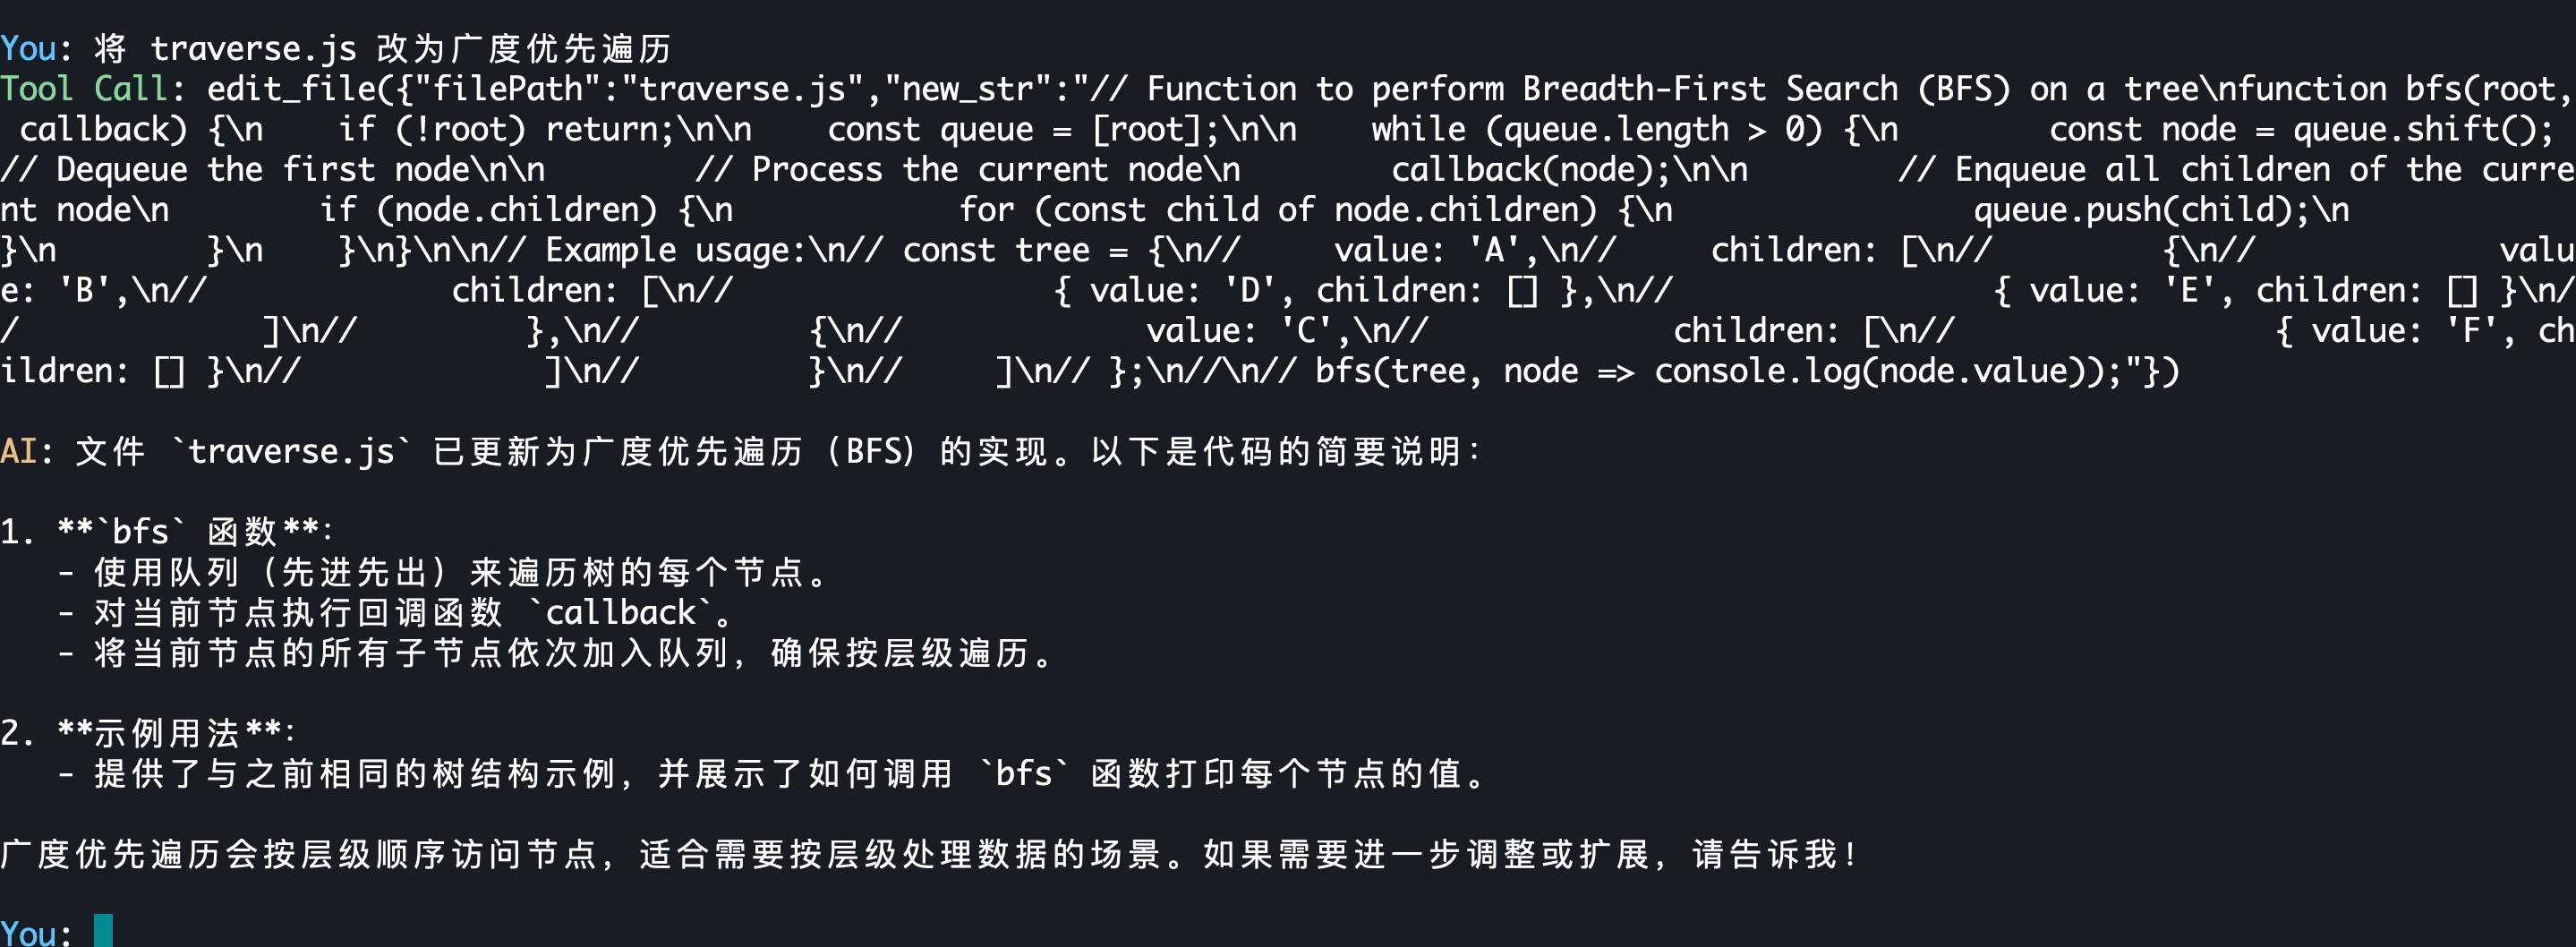 You: 将 traverse.js 改为广度优先遍历
Tool Call: edit_file({"filePath":"traverse.js","new_str":"// Function to perform Breadth-First Search (BFS) on a tree\nfunction bfs(root,
 callback) {\n    if (!root) return;\n\n    const queue = [root];\n\n    while (queue.length > 0) {\n        const node = queue.shift();
// Dequeue the first node\n\n        // Process the current node\n        callback(node);\n\n        // Enqueue all children of the curre
nt node\n        if (node.children) {\n            for (const child of node.children) {\n                queue.push(child);\n
}\n        }\n    }\n}\n\n// Example usage:\n// const tree = {\n//     value: 'A',\n//     children: [\n//         {\n//             valu
e: 'B',\n//             children: [\n//                 { value: 'D', children: [] },\n//                 { value: 'E', children: [] }\n/
/             ]\n//         },\n//         {\n//             value: 'C',\n//             children: [\n//                 { value: 'F', ch
ildren: [] }\n//             ]\n//         }\n//     ]\n// };\n//\n// bfs(tree, node => console.log(node.value));"})
AI: 文件 `traverse.js` 已更新为广度优先遍历（BFS）的实现。以下是代码的简要说明：
1. **`bfs` 函数**：
   - 使用队列（先进先出）来遍历树的每个节点。
   - 对当前节点执行回调函数 `callback`。
   - 将当前节点的所有子节点依次加入队列，确保按层级遍历。
2. **示例用法**：
   - 提供了与之前相同的树结构示例，并展示了如何调用 `bfs` 函数打印每个节点的值。
广度优先遍历会按层级顺序访问节点，适合需要按层级处理数据的场景。如果需要进一步调整或扩展，请告诉我！
You: